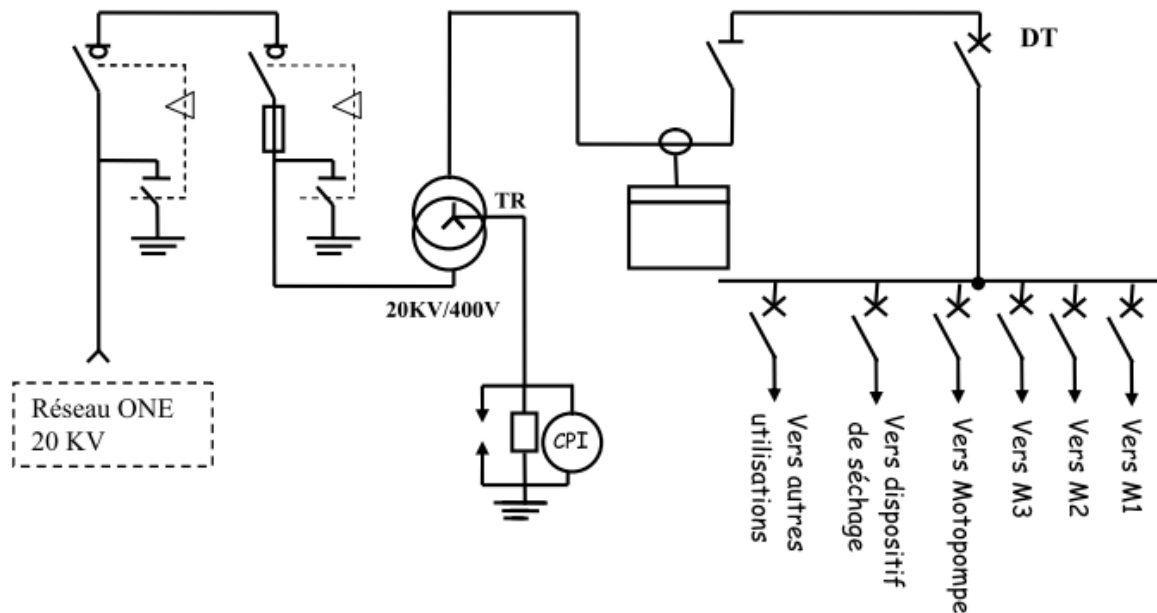 DT
TR
20KV/400V
Réseau ONE
20 KV
CPI
Vers autres
utilisations
Vers dispositif
de séchage
Vers Motopompe
Vers M3
Vers M2
Vers M1